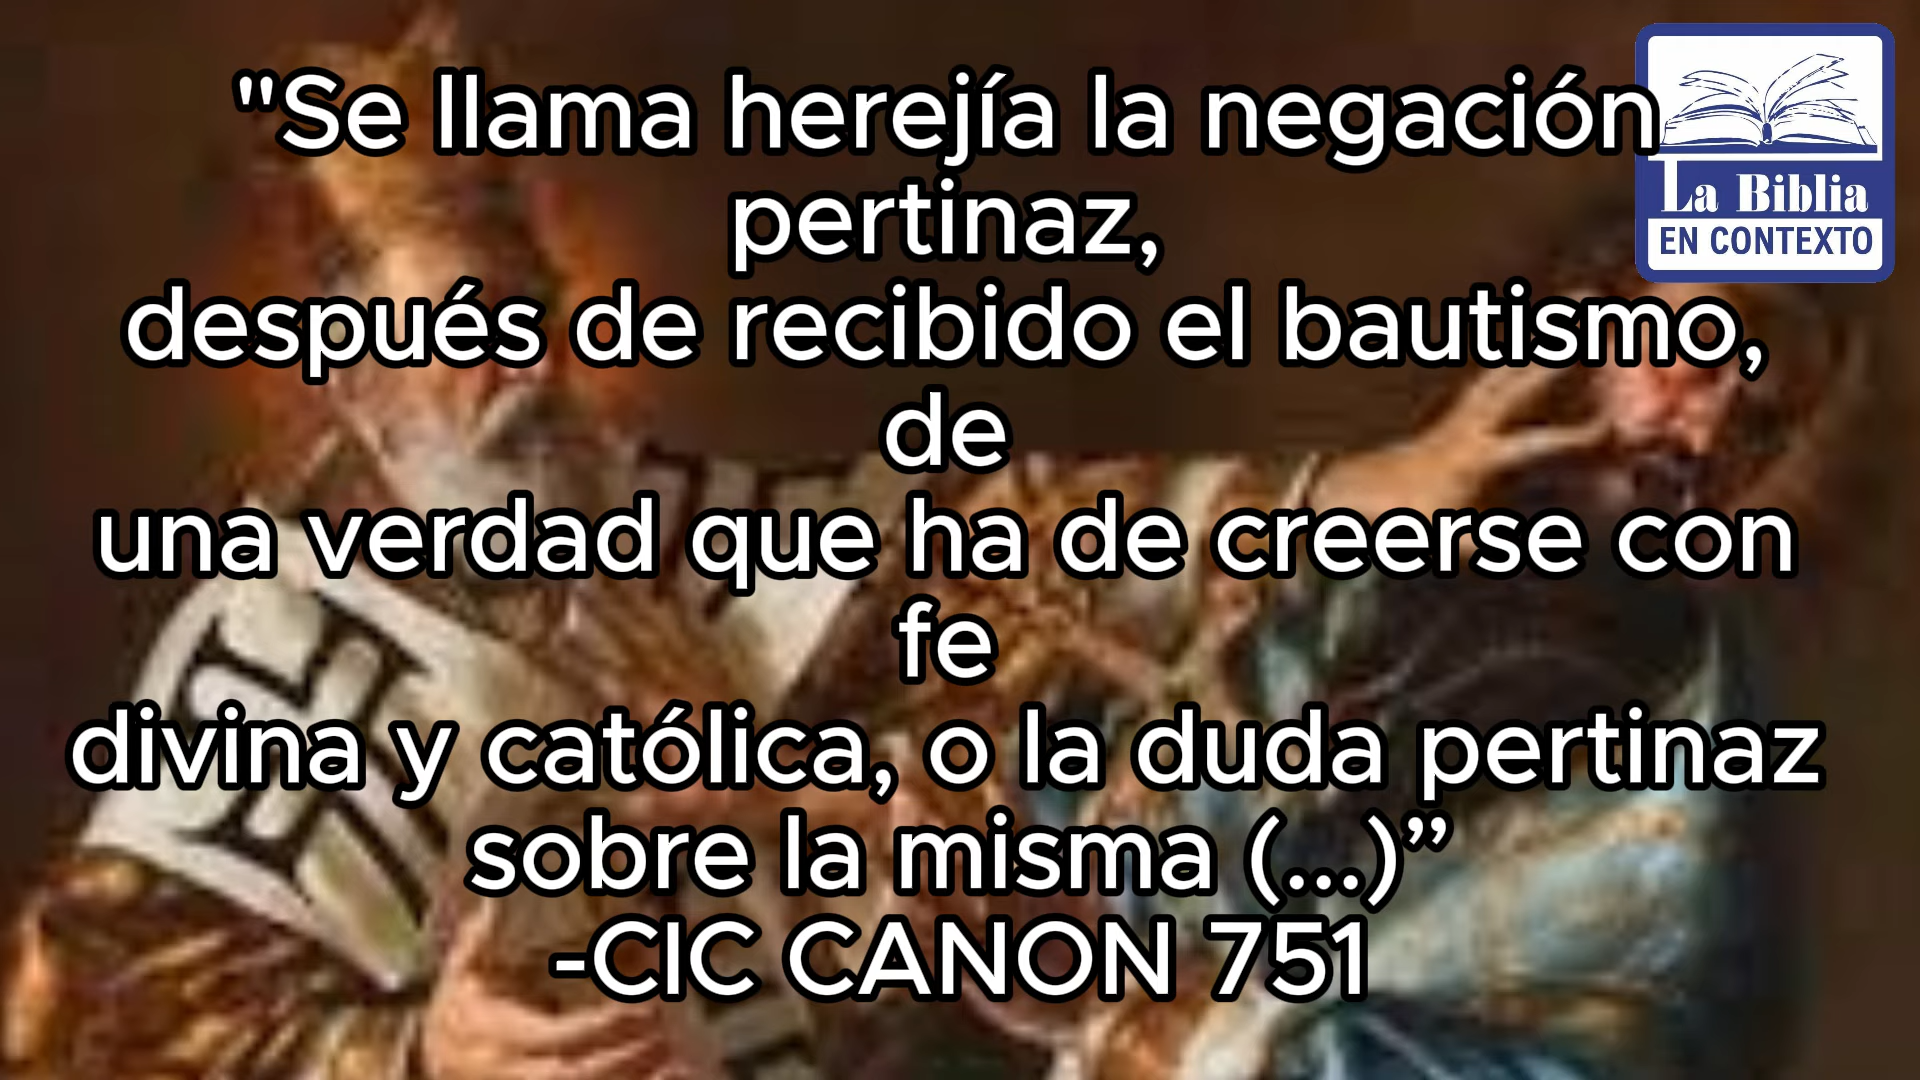 "Se llama herejía la negación
pertinaz,
después de recibido el bautismo,
de
una verdad que ha de creerse con
fe
divina y católica, o la duda pertinaz
sobre la misma (...)”
-CIC CANON 751
La Biblia
EN CONTEXTO